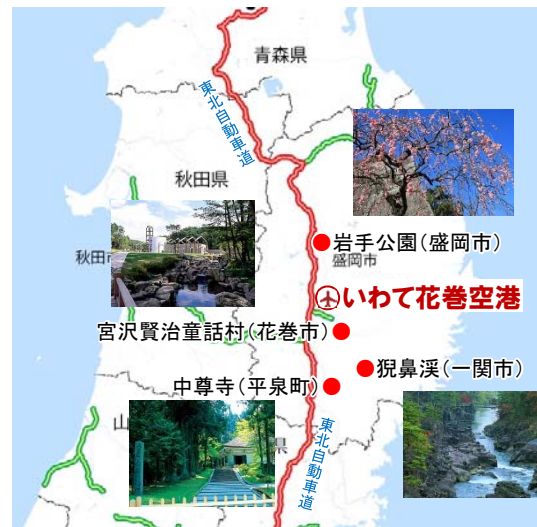 青森県
東北自動車道
秋田県
岩手公園(盛岡市)
秋田市
盛岡市
いわて花巻空港
宮沢賢治童話村(花巻市)
猊鼻渓(一関市)
中尊寺(平泉町)
山
県
東北自動車道